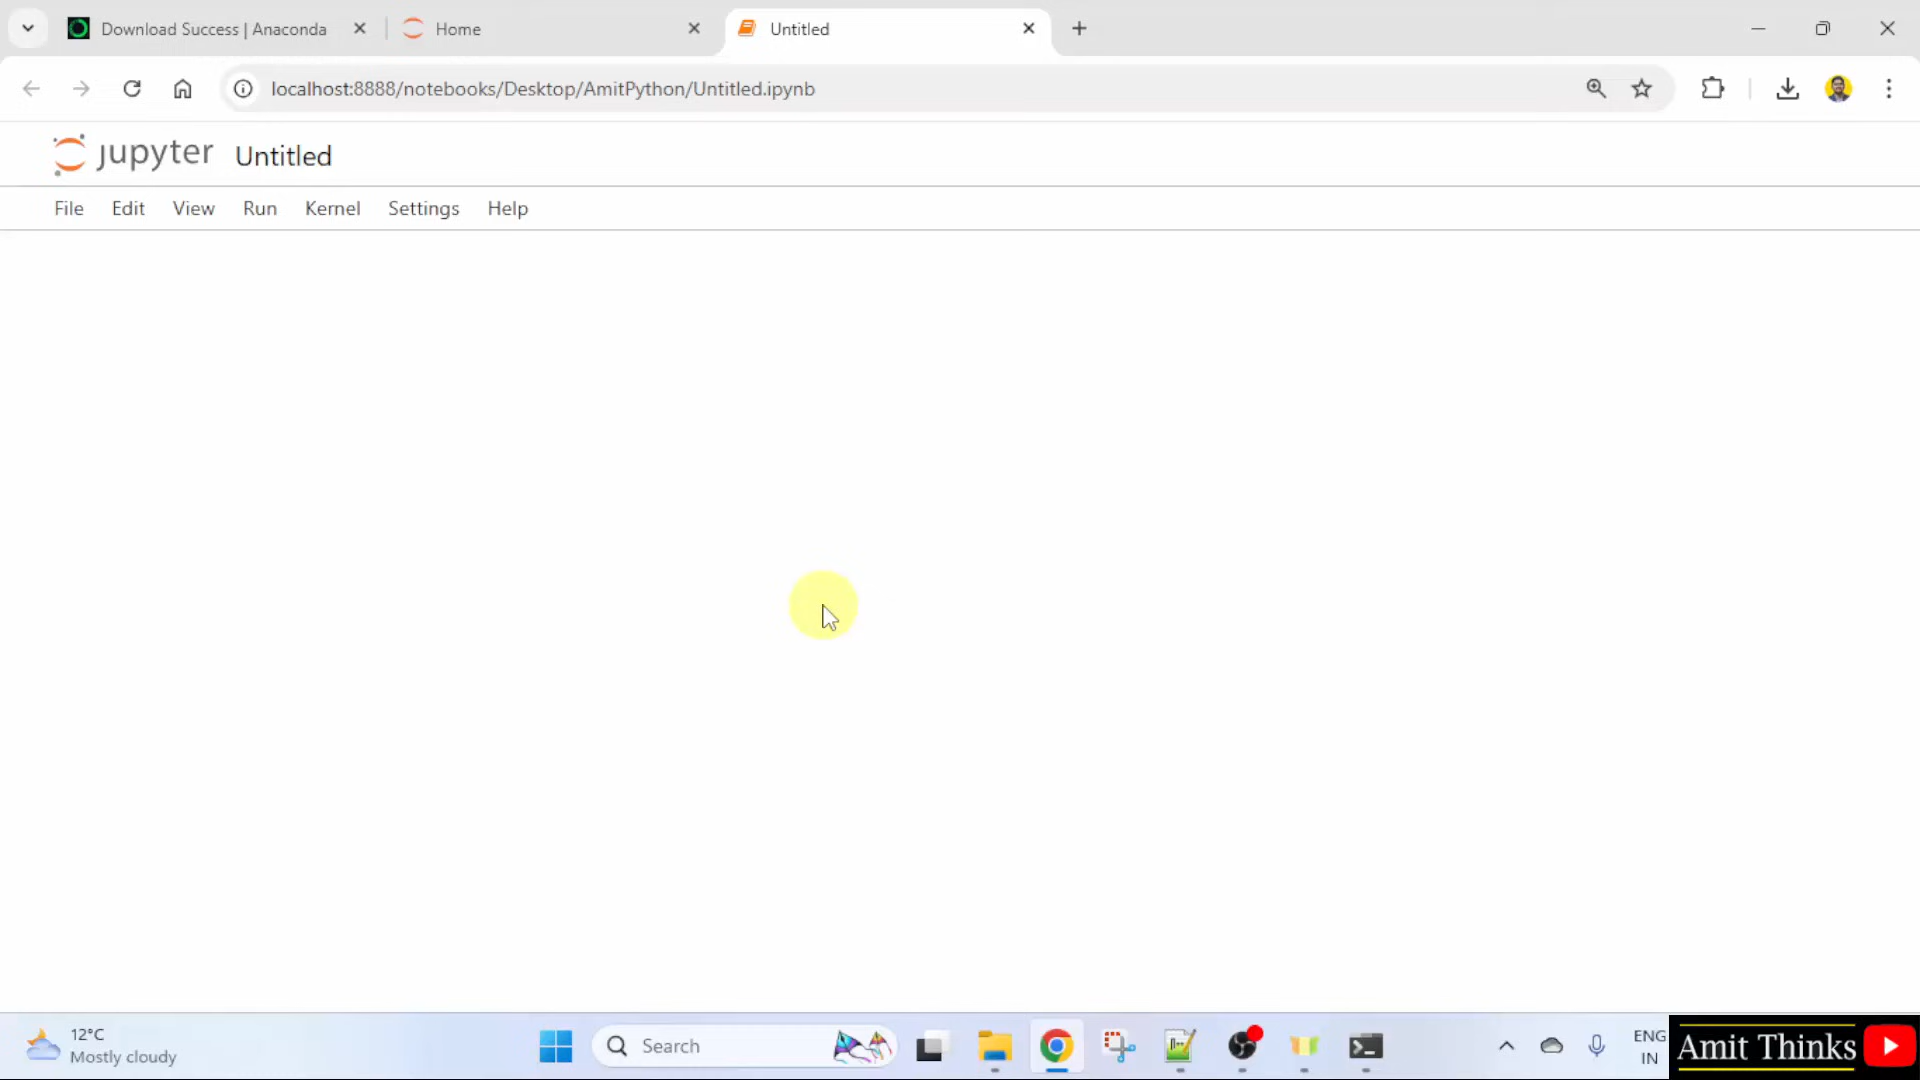 Download Success | Anaconda
Home
Untitled
localhost:8888/notebooks/Desktop/AmitPython/Untitled.ipynb
jupyter Untitled
File Edit View Run Kernel Settings Help
12°C
Mostly cloudy
Search
ENG
IN
Amit Thinks